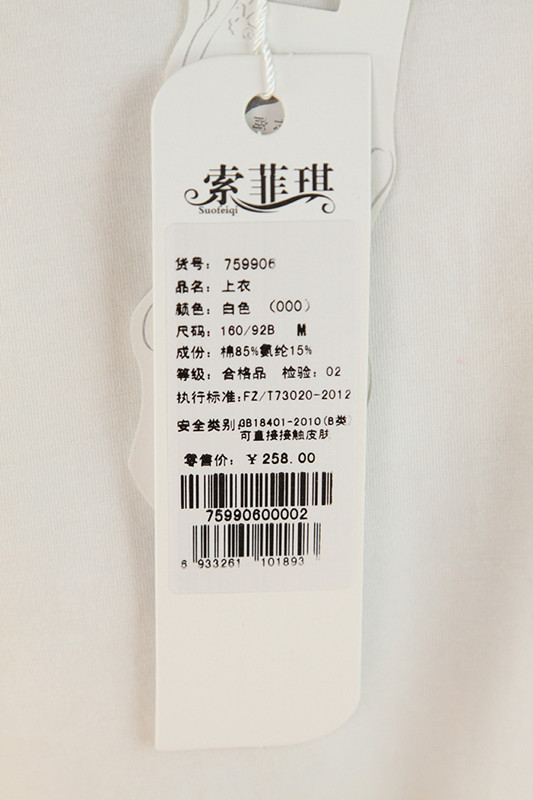 索菲琪
Suofeiqi
货号: 759906
品名: 上衣
颜色: 白色 (000)
尺码: 160/92B M
成份: 棉85%氨纶15%
等级: 合格品 检验: 02
执行标准:FZ/T73020-2012
安全类别:GB18401-2010(B类)
可直接接触皮肤
零售价: ¥258.00
75990600002
6 933261 101893